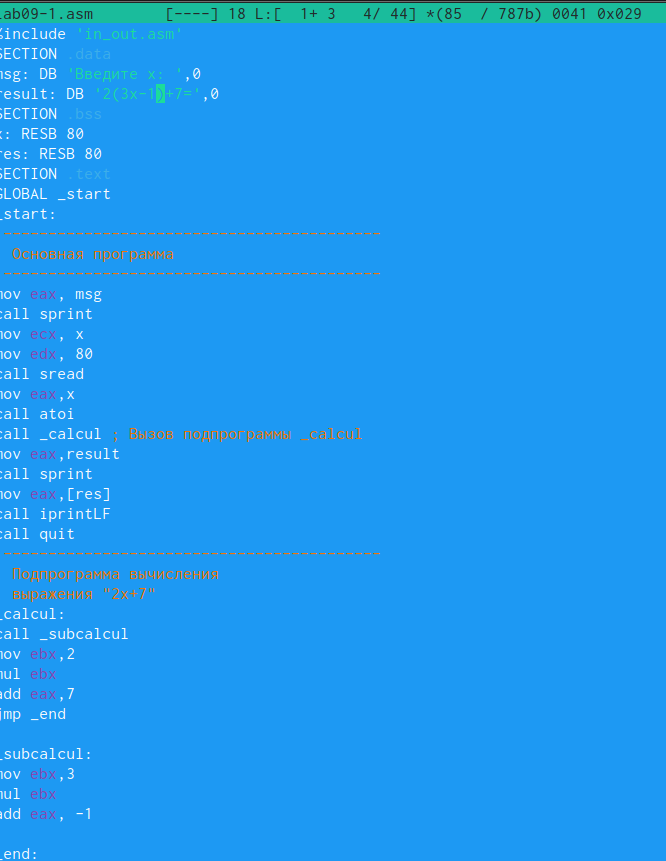 Lab09-1.asm [----] 18 L:[ 1+ 3 4/ 44] *(85 / 787b) 0041 0x029
%include 'in_out.asm'
SECTION .data
msg: DB 'Введите x: ',0
result: DB '2(3x-1)+7=',0
SECTION .bss
x: RESB 80
res: RESB 80
SECTION .text
GLOBAL _start
_start:
--------------------------------------------
Основная программа
--------------------------------------------
mov eax, msg
call sprint
mov ecx, x
mov edx, 80
call sread
mov eax,x
call atoi
call _calcul ; Вызов подпрограммы _calcul
mov eax,result
call sprint
mov eax,[res]
call iprintLF
call quit
--------------------------------------------
Подпрограмма вычисления
выражения "2x+7"
_calcul:
call _subcalcul
mov ebx,2
mul ebx
add eax,7
jmp _end
_subcalcul:
mov ebx,3
mul ebx
add eax, -1
_end: